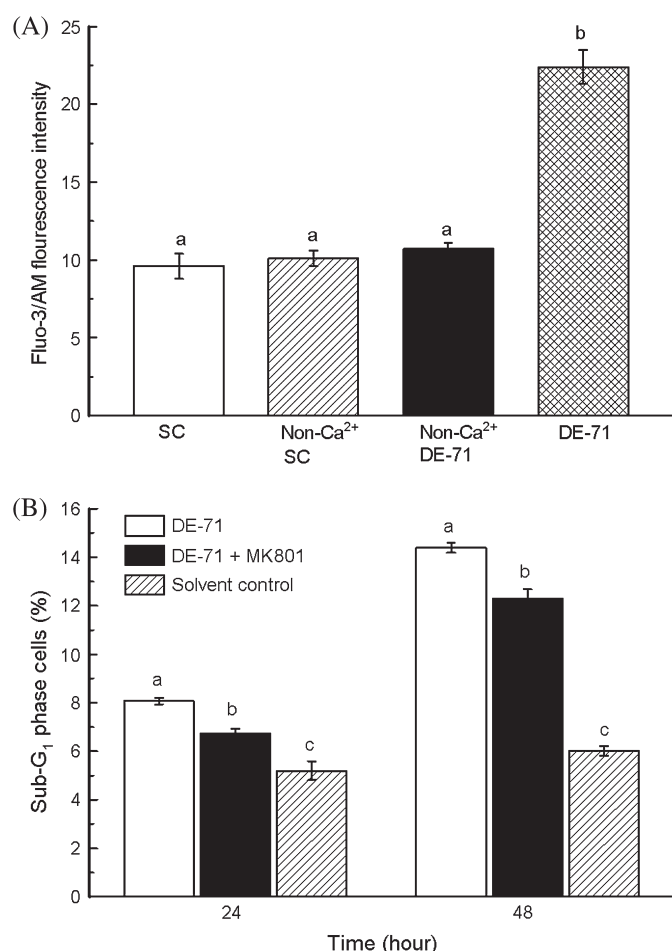 (A)
Fluo-3/AM flourescence intensity
25
20
15
10
5
0
a
a
a
b
SC
Non-Ca²⁺
SC
Non-Ca²⁺
DE-71
DE-71
(B)
Sub-G₁ phase cells (%)
16
14
12
10
8
6
4
2
0
DE-71
DE-71 + MK801
Solvent control
a
b
c
a
b
c
24
48
Time (hour)